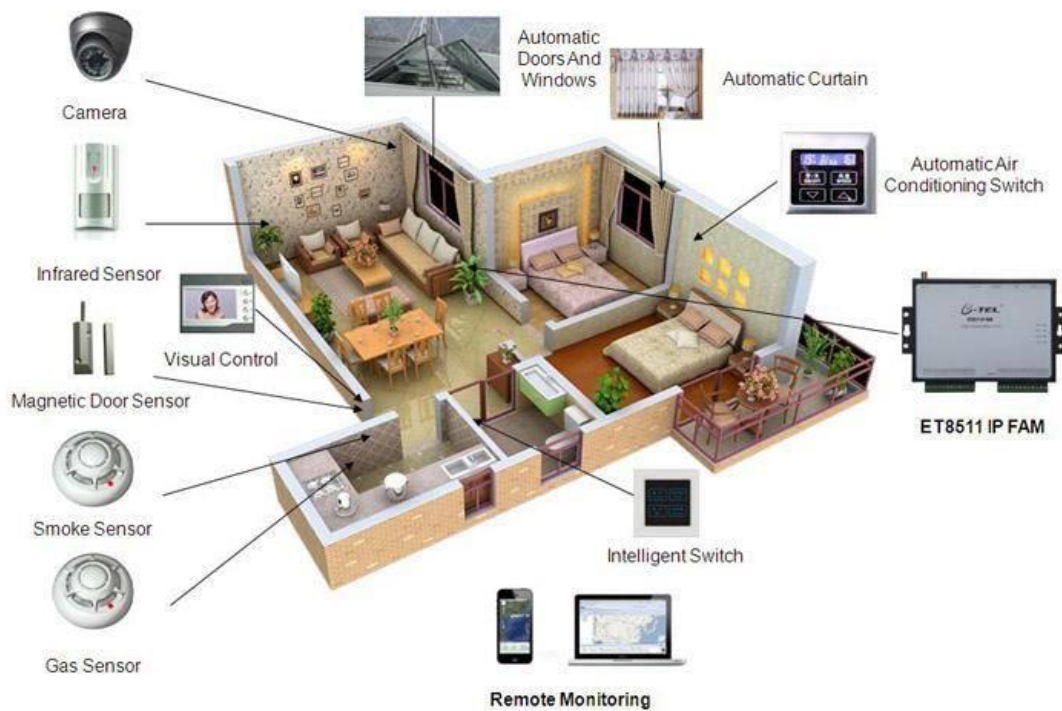 Camera
Automatic
Doors And
Windows
Automatic Curtain
Automatic Air
Conditioning Switch
Infrared Sensor
Visual Control
Magnetic Door Sensor
ET8511 IP FAM
Smoke Sensor
Intelligent Switch
Gas Sensor
Remote Monitoring